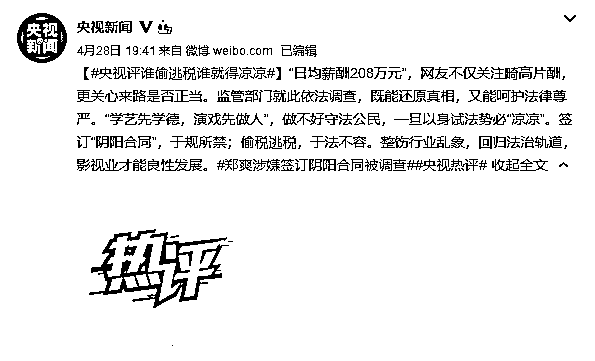 央视新闻
央视新闻
4月28日 19:41 来自 微博 weibo.com 已编辑
【#央视评谁偷逃税谁就得凉凉#】“日均薪酬208万元”，网友不仅关注畸高片酬，
更关心来路是否正当。监管部门就此依法调查，既能还原真相，又能呵护法律尊
严。“学艺先学德，演戏先做人”，做不好守法公民，一旦以身试法势必“凉凉”。签
订“阴阳合同”，于规所禁；偷税逃税，于法不容。整饬行业乱象，回归法治轨道，
影视业才能良性发展。#郑爽涉嫌签订阴阳合同被调查##央视热评# 收起全文
热评